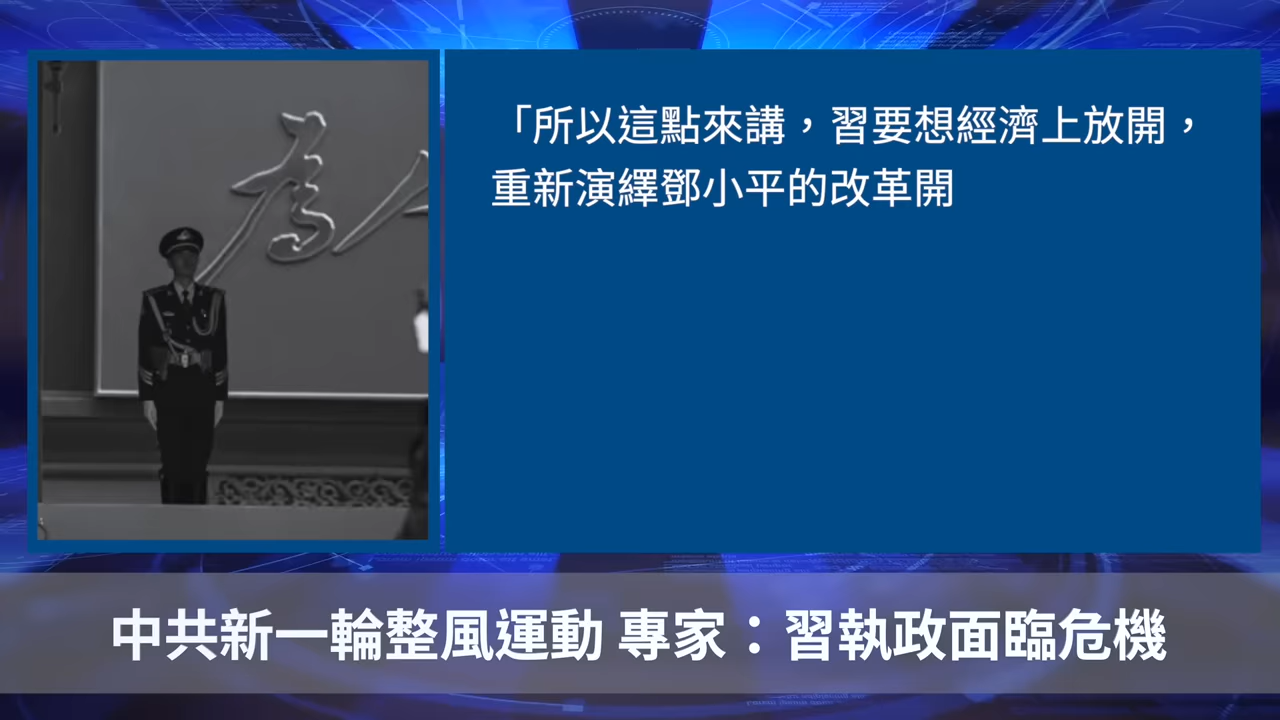 為人
「所以這點來講，習要想經濟上放開，
重新演繹鄧小平的改革開
中共新一輪整風運動 專家：習執政面臨危機